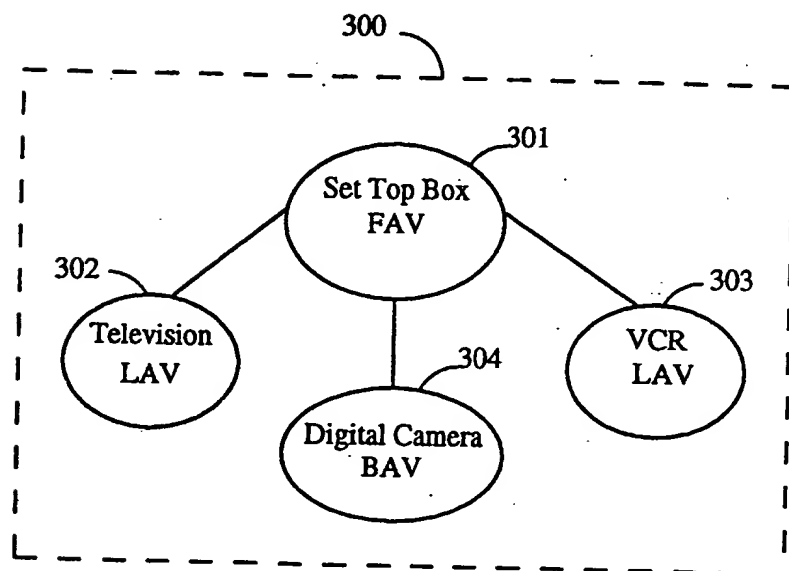 300
301
Set Top Box
FAV
302
303
Television
LAV
VCR
LAV
304
Digital Camera
BAV